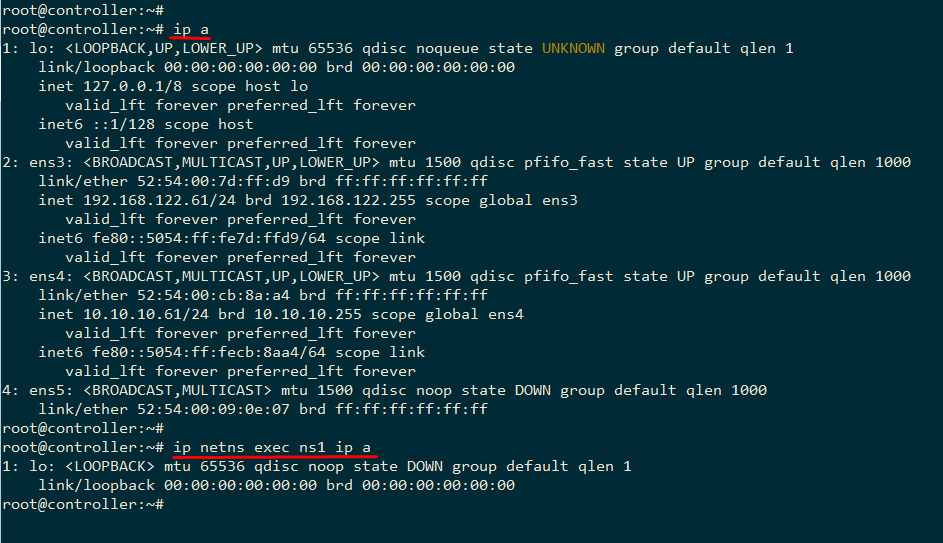 root@controller:~#
root@controller:~# ip a
1: lo: <LOOPBACK,UP,LOWER_UP> mtu 65536 qdisc noqueue state UNKNOWN group default qlen 1
    link/loopback 00:00:00:00:00:00 brd 00:00:00:00:00:00
    inet 127.0.0.1/8 scope host lo
       valid_lft forever preferred_lft forever
    inet6 ::1/128 scope host
       valid_lft forever preferred_lft forever
2: ens3: <BROADCAST,MULTICAST,UP,LOWER_UP> mtu 1500 qdisc pfifo_fast state UP group default qlen 1000
    link/ether 52:54:00:7d:ff:d9 brd ff:ff:ff:ff:ff:ff
    inet 192.168.122.61/24 brd 192.168.122.255 scope global ens3
       valid_lft forever preferred_lft forever
    inet6 fe80::5054:ff:fe7d:ffd9/64 scope link
       valid_lft forever preferred_lft forever
3: ens4: <BROADCAST,MULTICAST,UP,LOWER_UP> mtu 1500 qdisc pfifo_fast state UP group default qlen 1000
    link/ether 52:54:00:cb:8a:a4 brd ff:ff:ff:ff:ff:ff
    inet 10.10.10.61/24 brd 10.10.10.255 scope global ens4
       valid_lft forever preferred_lft forever
    inet6 fe80::5054:ff:fecb:8aa4/64 scope link
       valid_lft forever preferred_lft forever
4: ens5: <BROADCAST,MULTICAST> mtu 1500 qdisc noop state DOWN group default qlen 1000
    link/ether 52:54:00:09:0e:07 brd ff:ff:ff:ff:ff:ff
root@controller:~#
root@controller:~# ip netns exec ns1 ip a
1: lo: <LOOPBACK> mtu 65536 qdisc noop state DOWN group default qlen 1
    link/loopback 00:00:00:00:00:00 brd 00:00:00:00:00:00
root@controller:~#